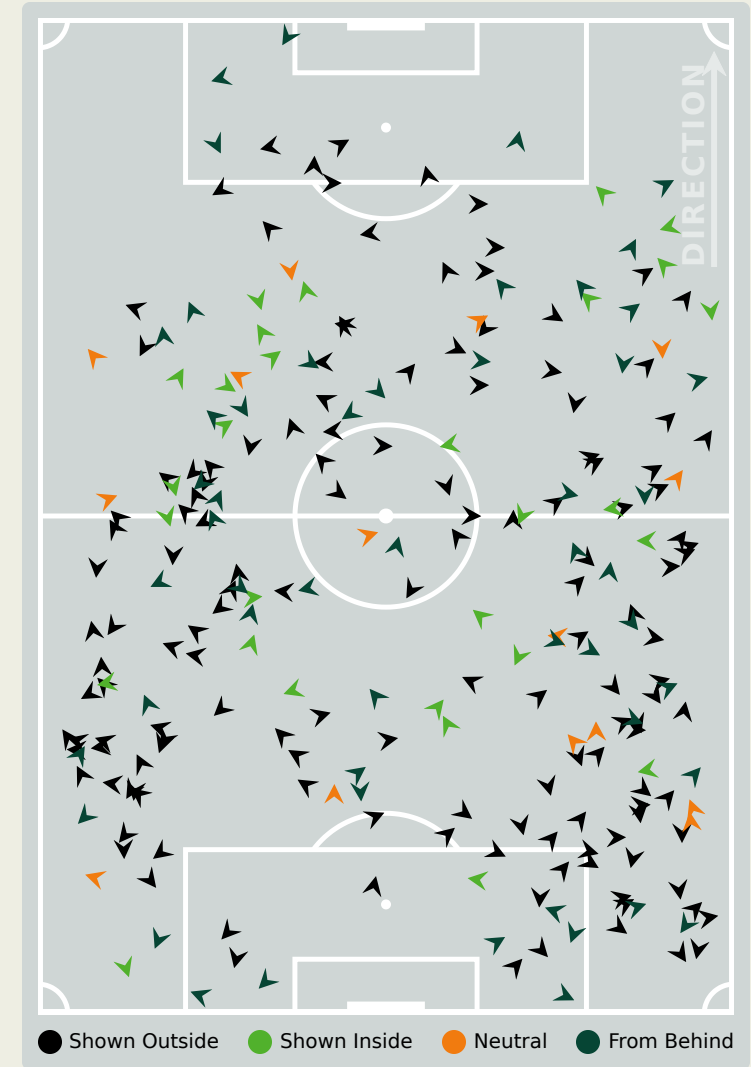 DIRECTION
Shown Outside
Shown Inside
Neutral
From Behind